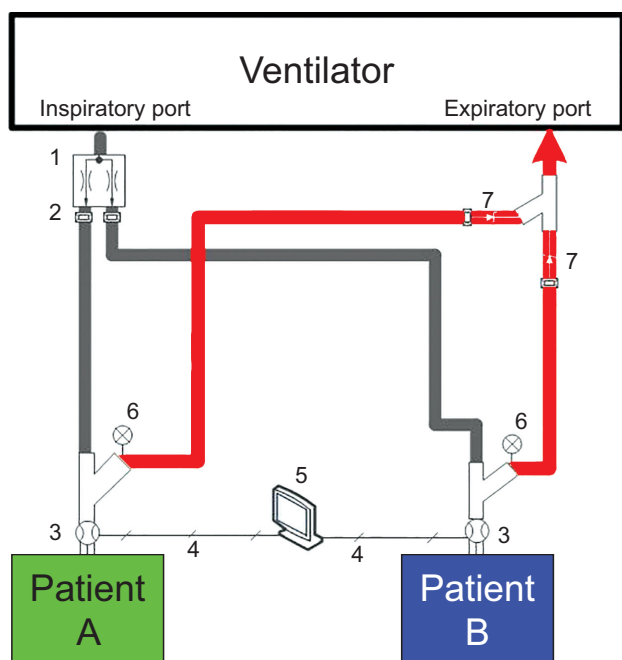 Ventilator
Inspiratory port
Expiratory port
1
2
7
7
6
6
5
3
4
4
3
Patient
A
Patient
B